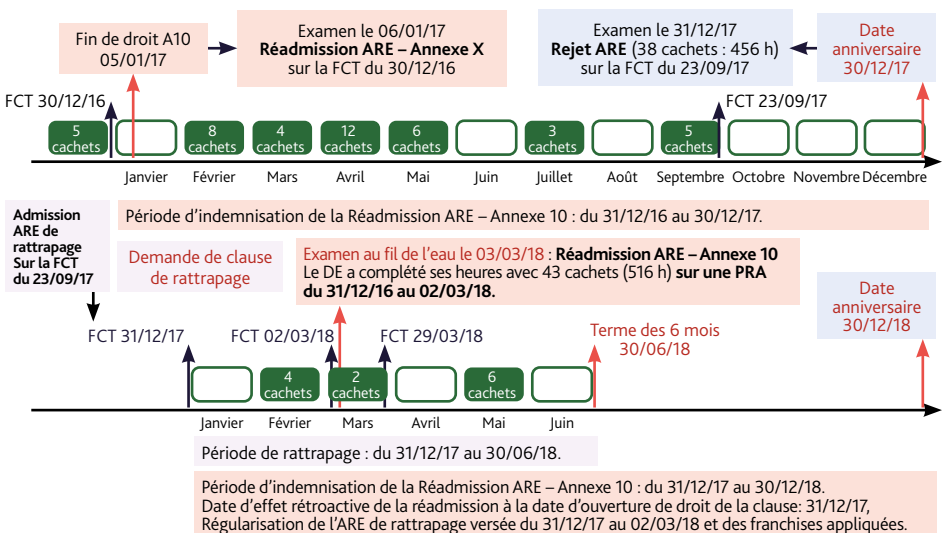 Fin de droit A10
05/01/17
Examen le 06/01/17
Réadmission ARE – Annexe X
sur la FCT du 30/12/16
Examen le 31/12/17
Rejet ARE (38 cachets : 456 h)
sur la FCT du 23/09/17
Date
anniversaire
30/12/17
FCT 30/12/16
FCT 23/09/17
5
cachets
8
cachets
4
cachets
12
cachets
6
cachets
3
cachets
5
cachets
Janvier
Février
Mars
Avril
Mai
Juin
Juillet
Août
Septembre
Octobre
Novembre
Décembre
Admission
ARE de
rattrapage
Sur la FCT
du 23/09/17
Période d’indemnisation de la Réadmission ARE – Annexe 10 : du 31/12/16 au 30/12/17.
Demande de clause
de rattrapage
Examen au fil de l’eau le 03/03/18 : Réadmission ARE – Annexe 10
Le DE a complété ses heures avec 43 cachets (516 h) sur une PRA
du 31/12/16 au 02/03/18.
Date
anniversaire
30/12/18
FCT 31/12/17
FCT 02/03/18
FCT 29/03/18
Terme des 6 mois
30/06/18
4
cachets
2
cachets
6
cachets
Janvier
Février
Mars
Avril
Mai
Juin
Période de rattrapage : du 31/12/17 au 30/06/18.
Période d’indemnisation de la Réadmission ARE – Annexe 10 : du 31/12/17 au 30/12/18.
Date d’effet rétroactive de la réadmission à la date d’ouverture de droit de la clause: 31/12/17,
Régularisation de l’ARE de rattrapage versée du 31/12/17 au 02/03/18 et des franchises appliquées.